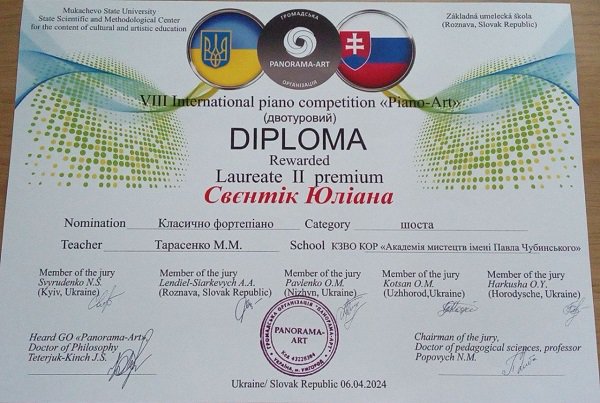 Mukachevo State University
State Scientific and Methodological Center
for the content of cultural and artistic education
Základná umelecká škola
(Roznava, Slovak Republic)
ГРОМАДСЬКА
PANORAMA-ART
ОРГАНІЗАЦІЯ
VIII International piano competition «Piano-Art»
(двотуровий)
DIPLOMA
Rewarded
Laureate II premium
Свєнтік Юліана
Nomination Класично фортепіано Category шоста
Teacher Тарасенко М.М. School КЗВО КОР «Академія мистецтв імені Павла Чубинського»
Member of the jury
Svyrudenko N.S.
(Kyiv, Ukraine)
Member of the jury
Lendiel-Siarkevych A.A.
(Roznava, Slovak Republic)
Member of the jury
Pavlenko O.M.
(Nizhyn, Ukraine)
Member of the jury
Kotsan O.M.
(Uzhhorod,Ukraine)
Member of the jury
Harkusha O.Y.
(Horodysche, Ukraine)
Heard GO «Panorama-Art»
Doctor of Philosophy
Teterjuk-Kinch J.S.
PANORAMA-
ART
Chairman of the jury,
Doctor of pedagogical sciences, professor
Popovych N.M.
Ukraine/ Slovak Republic 06.04.2024